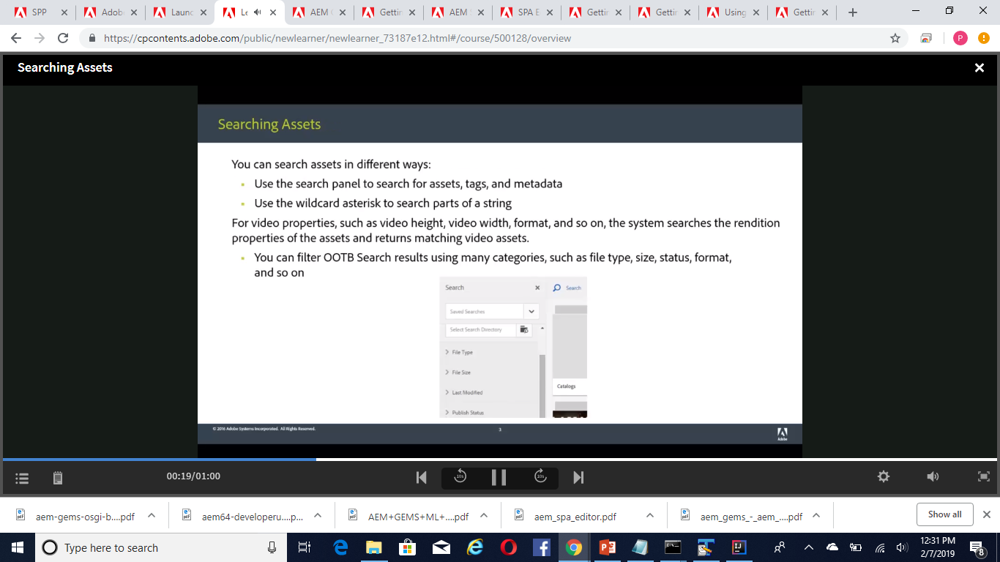 SPP
Adob
Launc
Le
AEM
Gettin
AEM
SPA E
Gettin
Gettin
Using
Gettin
https://cpcontents.adobe.com/public/newlearner/newlearner_73187e12.html#/course/500128/overview
P
Searching Assets
Searching Assets
You can search assets in different ways:
• Use the search panel to search for assets, tags, and metadata
• Use the wildcard asterisk to search parts of a string
For video properties, such as video height, video width, format, and so on, the system searches the rendition
properties of the assets and returns matching video assets.
• You can filter OOTB Search results using many categories, such as file type, size, status, format,
and so on
Search
Search
Saved Searches
Select Search Directory
File Type
File Size
Last Modified
Publish Status
Catalogs
© 2016 Adobe Systems Incorporated. All Rights Reserved.
3
Adobe
00:19/01:00
10s
10s
aem-gems-osgi-b....pdf
aem64-developeru....p...
AEM+GEMS+ML+....pdf
aem_spa_editor.pdf
aem_gems_-_aem_....pdf
Show all
Type here to search
12:31 PM
2/7/2019
8